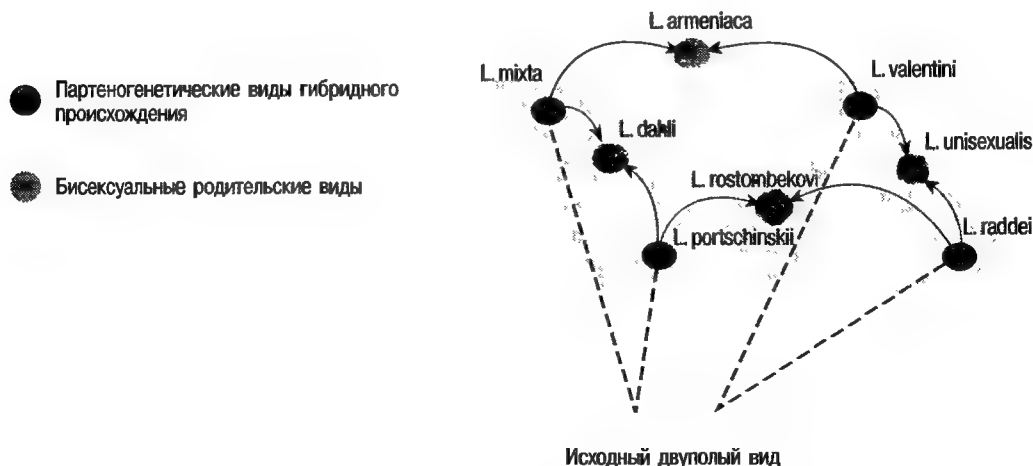 L. armeniaca
L. mixta
L. valentini
Партеногенетические виды гибридного
происхождения
L. dahli
L. unisexualis
Бисексуальные родительские виды
L. rostombekovi
L. portschinskii
L. raddei
Исходный двуполый вид